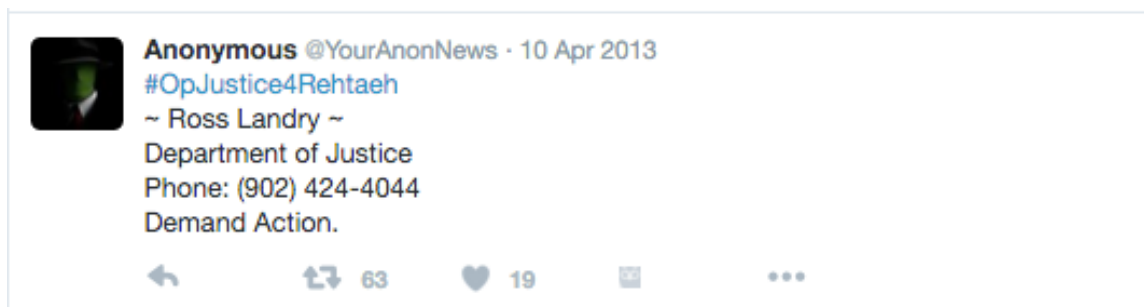 Anonymous @YourAnonNews · 10 Apr 2013
#OpJustice4Rehtaeh
~ Ross Landry ~
Department of Justice
Phone: (902) 424-4044
Demand Action.
63 19